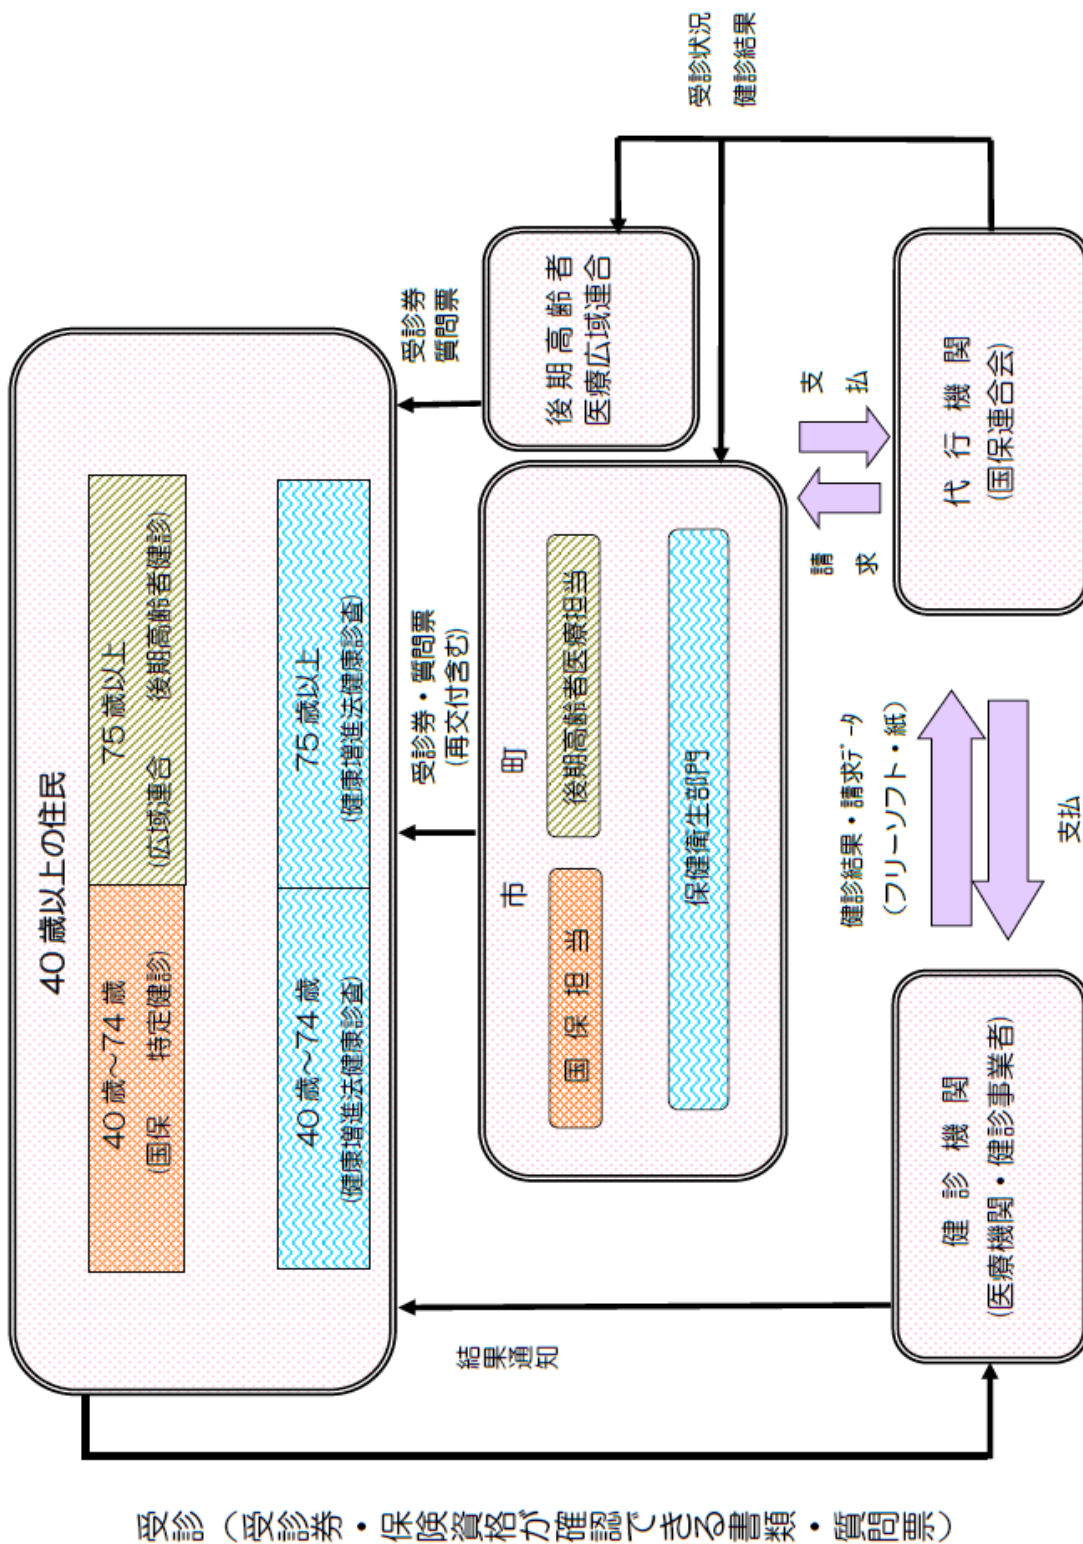 40歳以上の住民
40歳～74歳
(国保　特定健診)
75歳以上
(広域連合　後期高齢者健診)
40歳～74歳
(健康増進法健康診査)
75歳以上
(健康増進法健康診査)
結果通知
受診券・質問票
(再交付含む)
受診券
質問票
市　町
国保担当
後期高齢者医療担当
保健衛生部門
後期高齢者
医療広域連合
受診状況
健診結果
請求
支払
健診機関
(医療機関・健診事業者)
健診結果・請求データ
(フリーソフト・紙)
支払
代行機関
(国保連合会)
受診（受診券・保険資格が確認できる書類・質問票）